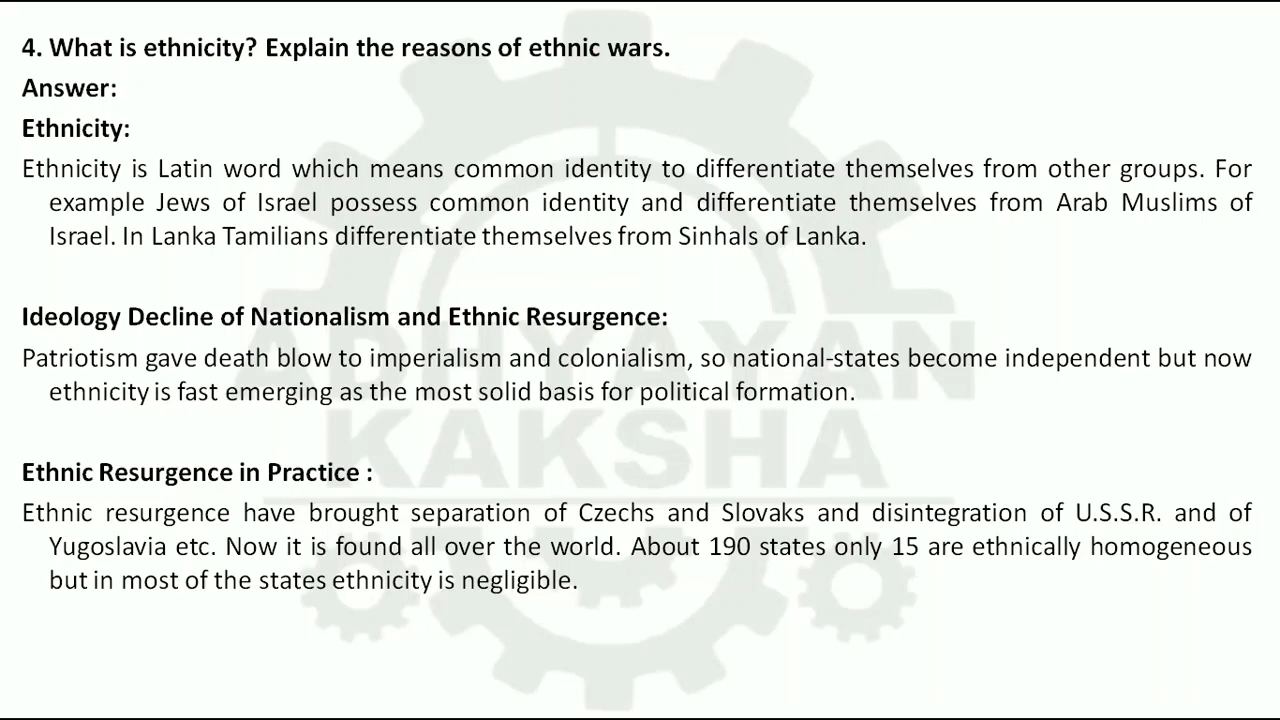 4. What is ethnicity? Explain the reasons of ethnic wars.
Answer:
Ethnicity:
Ethnicity is Latin word which means common identity to differentiate themselves from other groups. For
example Jews of Israel possess common identity and differentiate themselves from Arab Muslims of
Israel. In Lanka Tamilians differentiate themselves from Sinhals of Lanka.
Ideology Decline of Nationalism and Ethnic Resurgence:
Patriotism gave death blow to imperialism and colonialism, so national-states become independent but now
ethnicity is fast emerging as the most solid basis for political formation.
Ethnic Resurgence in Practice :
Ethnic resurgence have brought separation of Czechs and Slovaks and disintegration of U.S.S.R. and of
Yugoslavia etc. Now it is found all over the world. About 190 states only 15 are ethnically homogeneous
but in most of the states ethnicity is negligible.
ADHYAYAN
KAKSHA